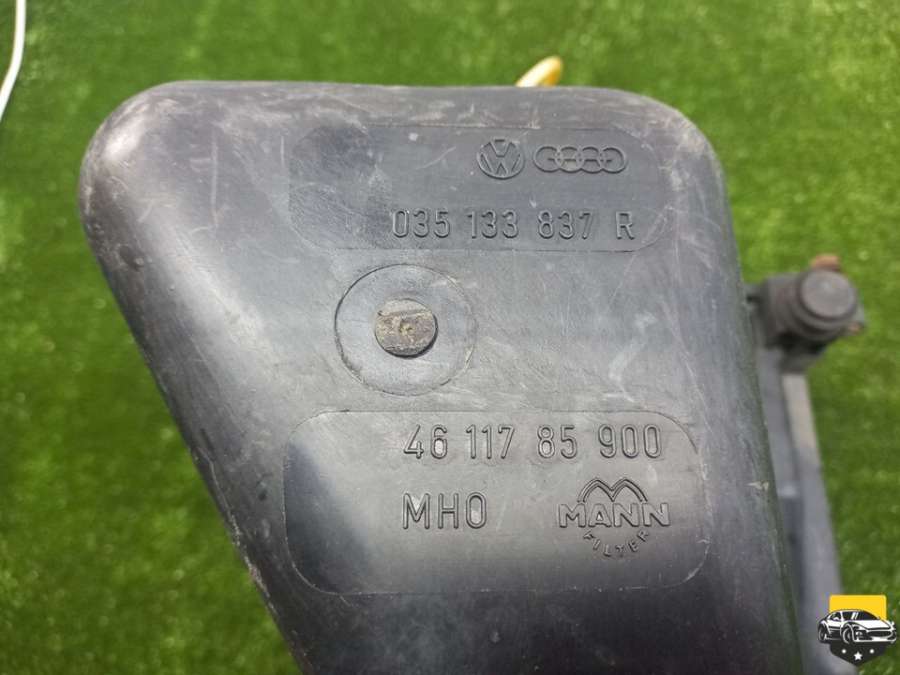 035 133 837 R
46 117 85 900
MHO
MANN
FILTER